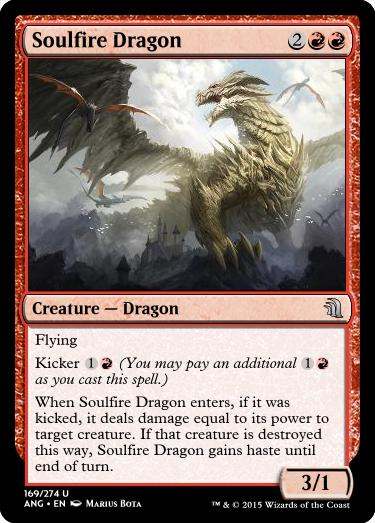 Soulfire Dragon 2
Creature — Dragon
Flying
Kicker 1 (You may pay an additional 1
as you cast this spell.)
When Soulfire Dragon enters, if it was
kicked, it deals damage equal to its power to
target creature. If that creature is destroyed
this way, Soulfire Dragon gains haste until
end of turn.
3/1
169/274 U
ANG • EN Marius Bota
™ & © 2015 Wizards of the Coast